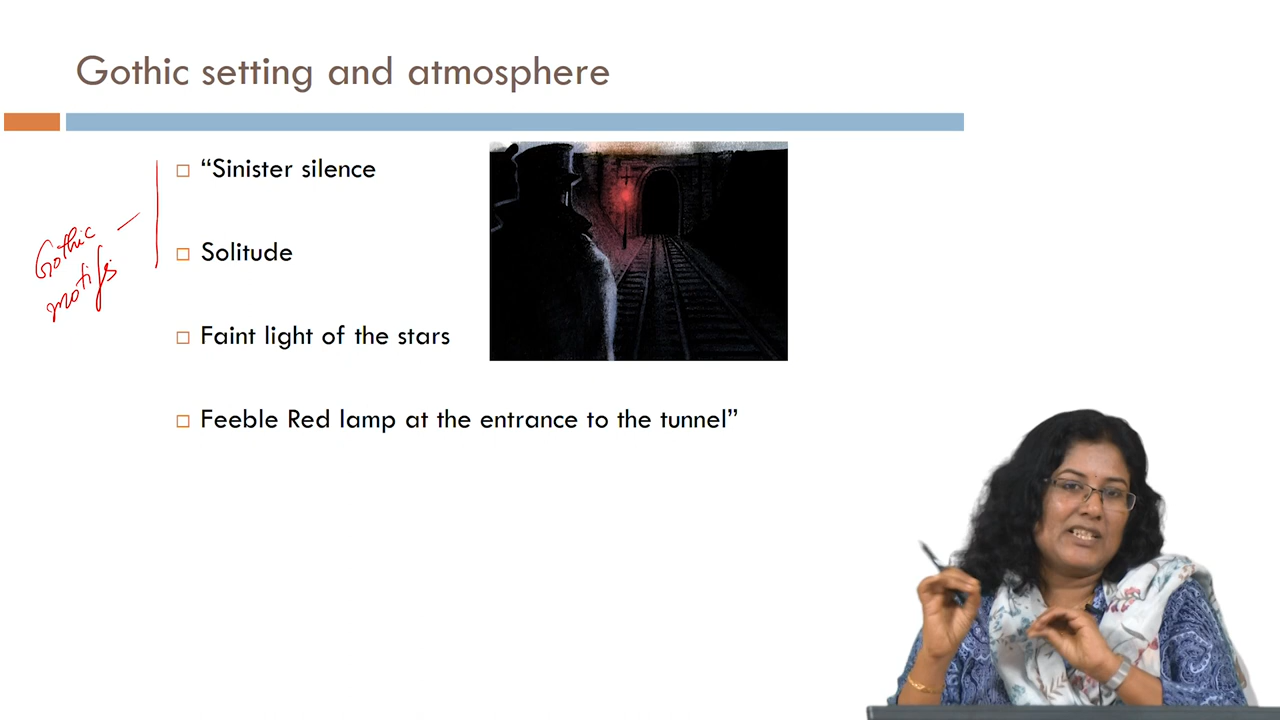 Gothic setting and atmosphere
“Sinister silence
Solitude
Gothic
motifs
Faint light of the stars
Feeble Red lamp at the entrance to the tunnel”